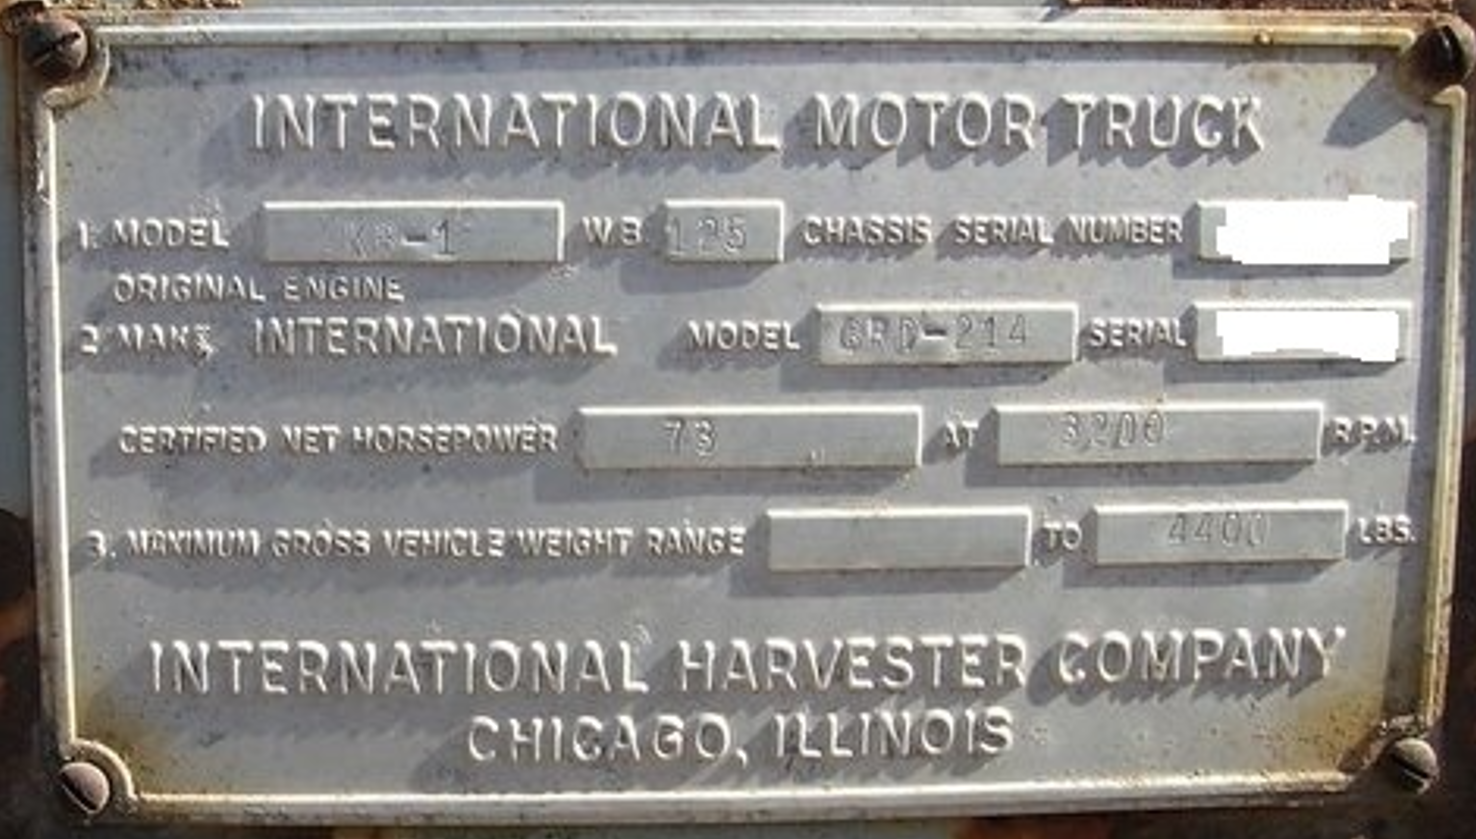 INTERNATIONAL MOTOR TRUCK
1. MODEL KB-1 W.B. 125 CHASSIS SERIAL NUMBER
ORIGINAL ENGINE
2. MAKE INTERNATIONAL MODEL GRD-214 SERIAL
CERTIFIED NET HORSEPOWER 78 AT 3200 R.P.M.
3. MAXIMUM GROSS VEHICLE WEIGHT RANGE TO 4400 LBS.
INTERNATIONAL HARVESTER COMPANY
CHICAGO, ILLINOIS